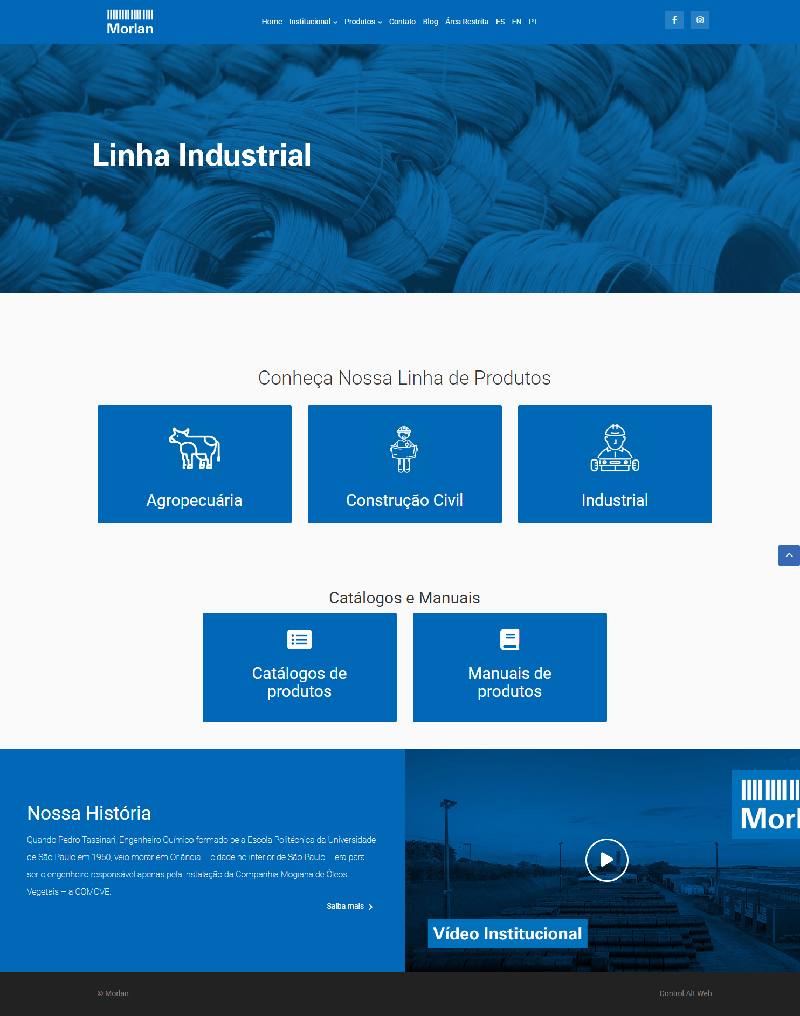 Morlan
Home Institucional Produtos Contato Blog Área Restrita ES EN PT
Linha Industrial
Conheça Nossa Linha de Produtos
Agropecuária
Construção Civil
Industrial
Catálogos e Manuais
Catálogos de
produtos
Manuais de
produtos
Nossa História
Quando Pedro Tassinari, Engenheiro Químico formado pela Escola Politécnica da Universidade
de São Paulo em 1950, veio morar em Orlândia – cidade no interior de São Paulo – era para
ser o engenheiro responsável apenas pela instalação da Companhia Mogiana de Óleos
Vegetais – a COMOVE.
Saiba mais
Vídeo Institucional
© Morlan
Control Alt Web